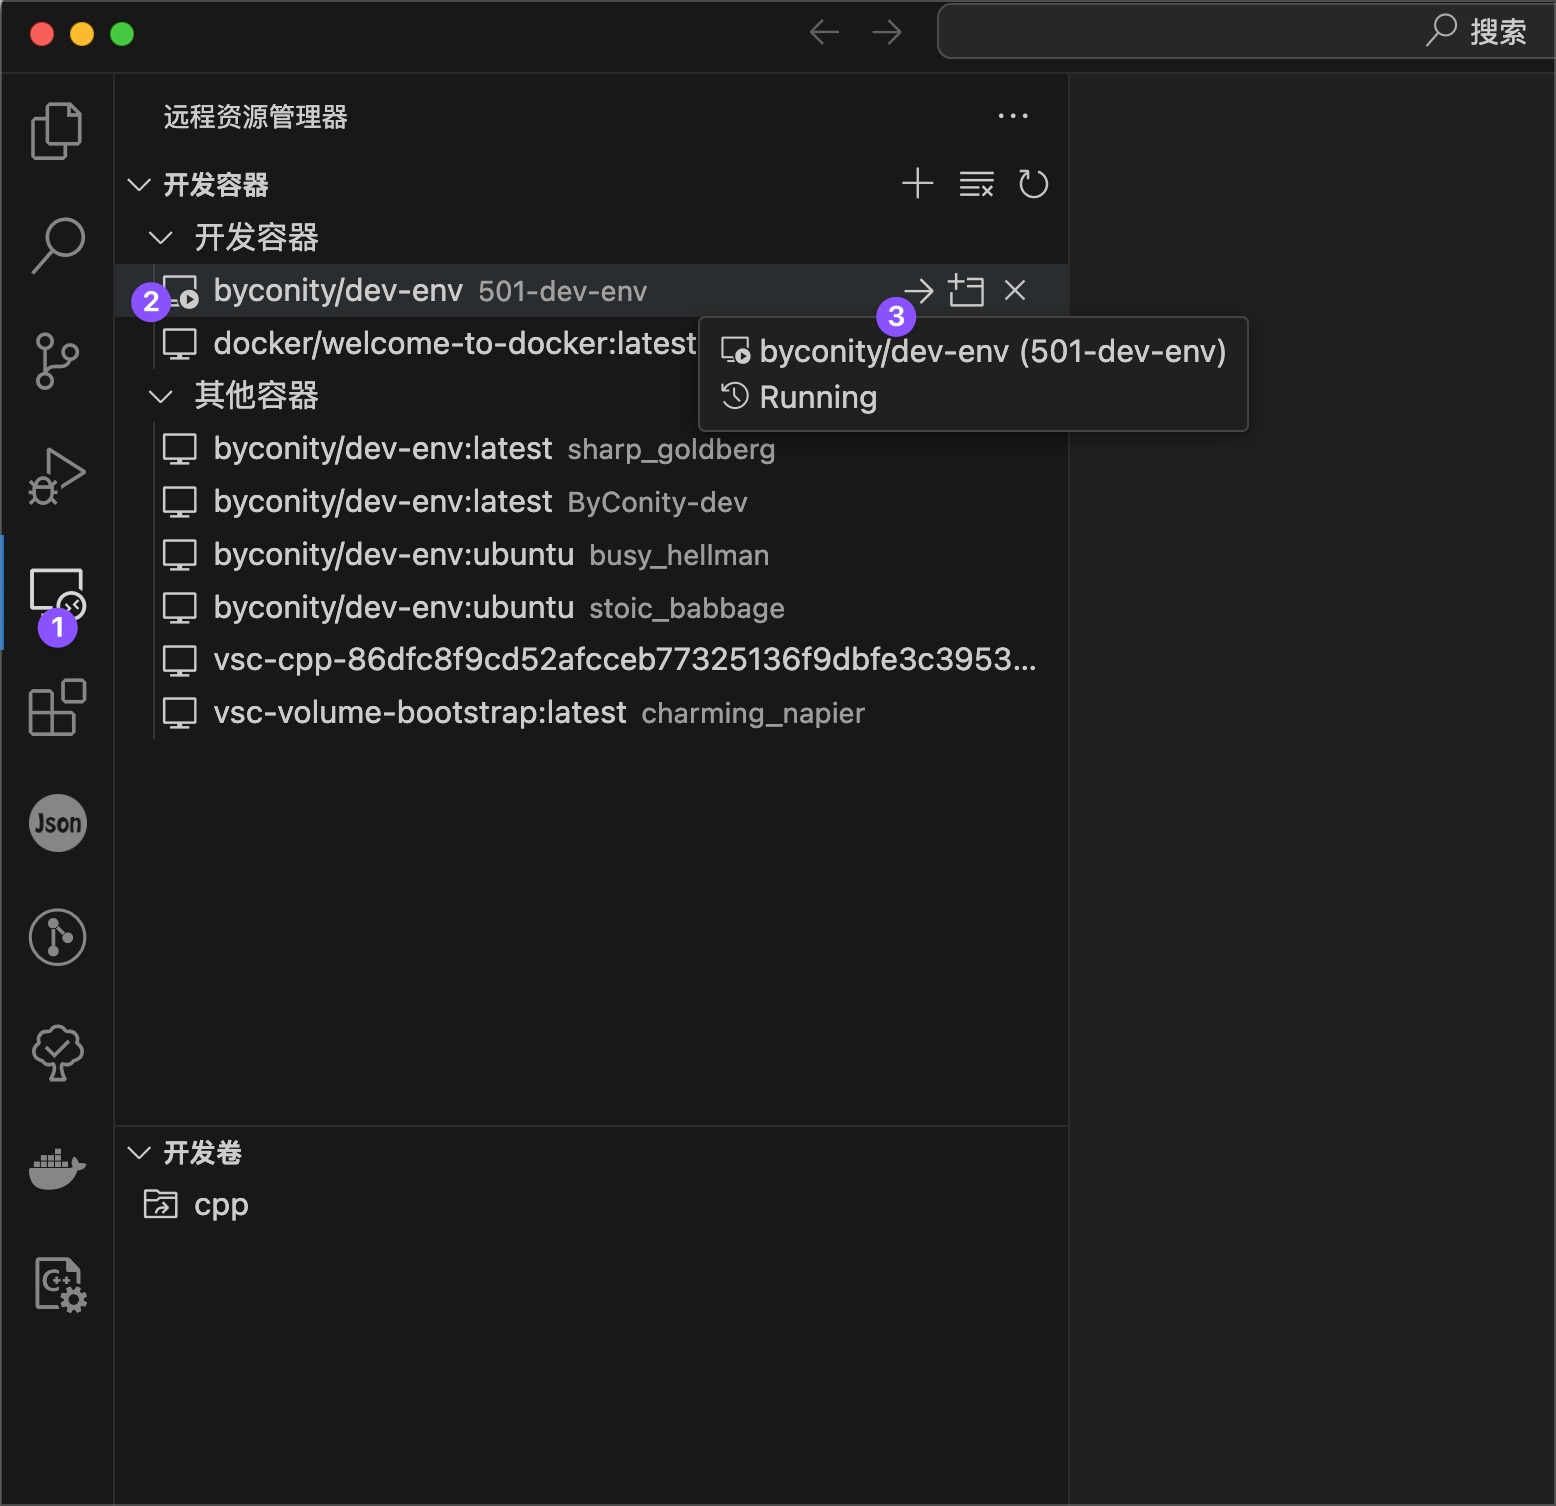 搜索
远程资源管理器
开发容器
开发容器
2 byconity/dev-env 501-dev-env
3
docker/welcome-to-docker:latest
byconity/dev-env (501-dev-env)
Running
其他容器
byconity/dev-env:latest sharp_goldberg
byconity/dev-env:latest ByConity-dev
byconity/dev-env:ubuntu busy_hellman
byconity/dev-env:ubuntu stoic_babbage
1
vsc-cpp-86dfc8f9cd52afcceb77325136f9dbfe3c3953...
vsc-volume-bootstrap:latest charming_napier
Json
开发卷
cpp
C++